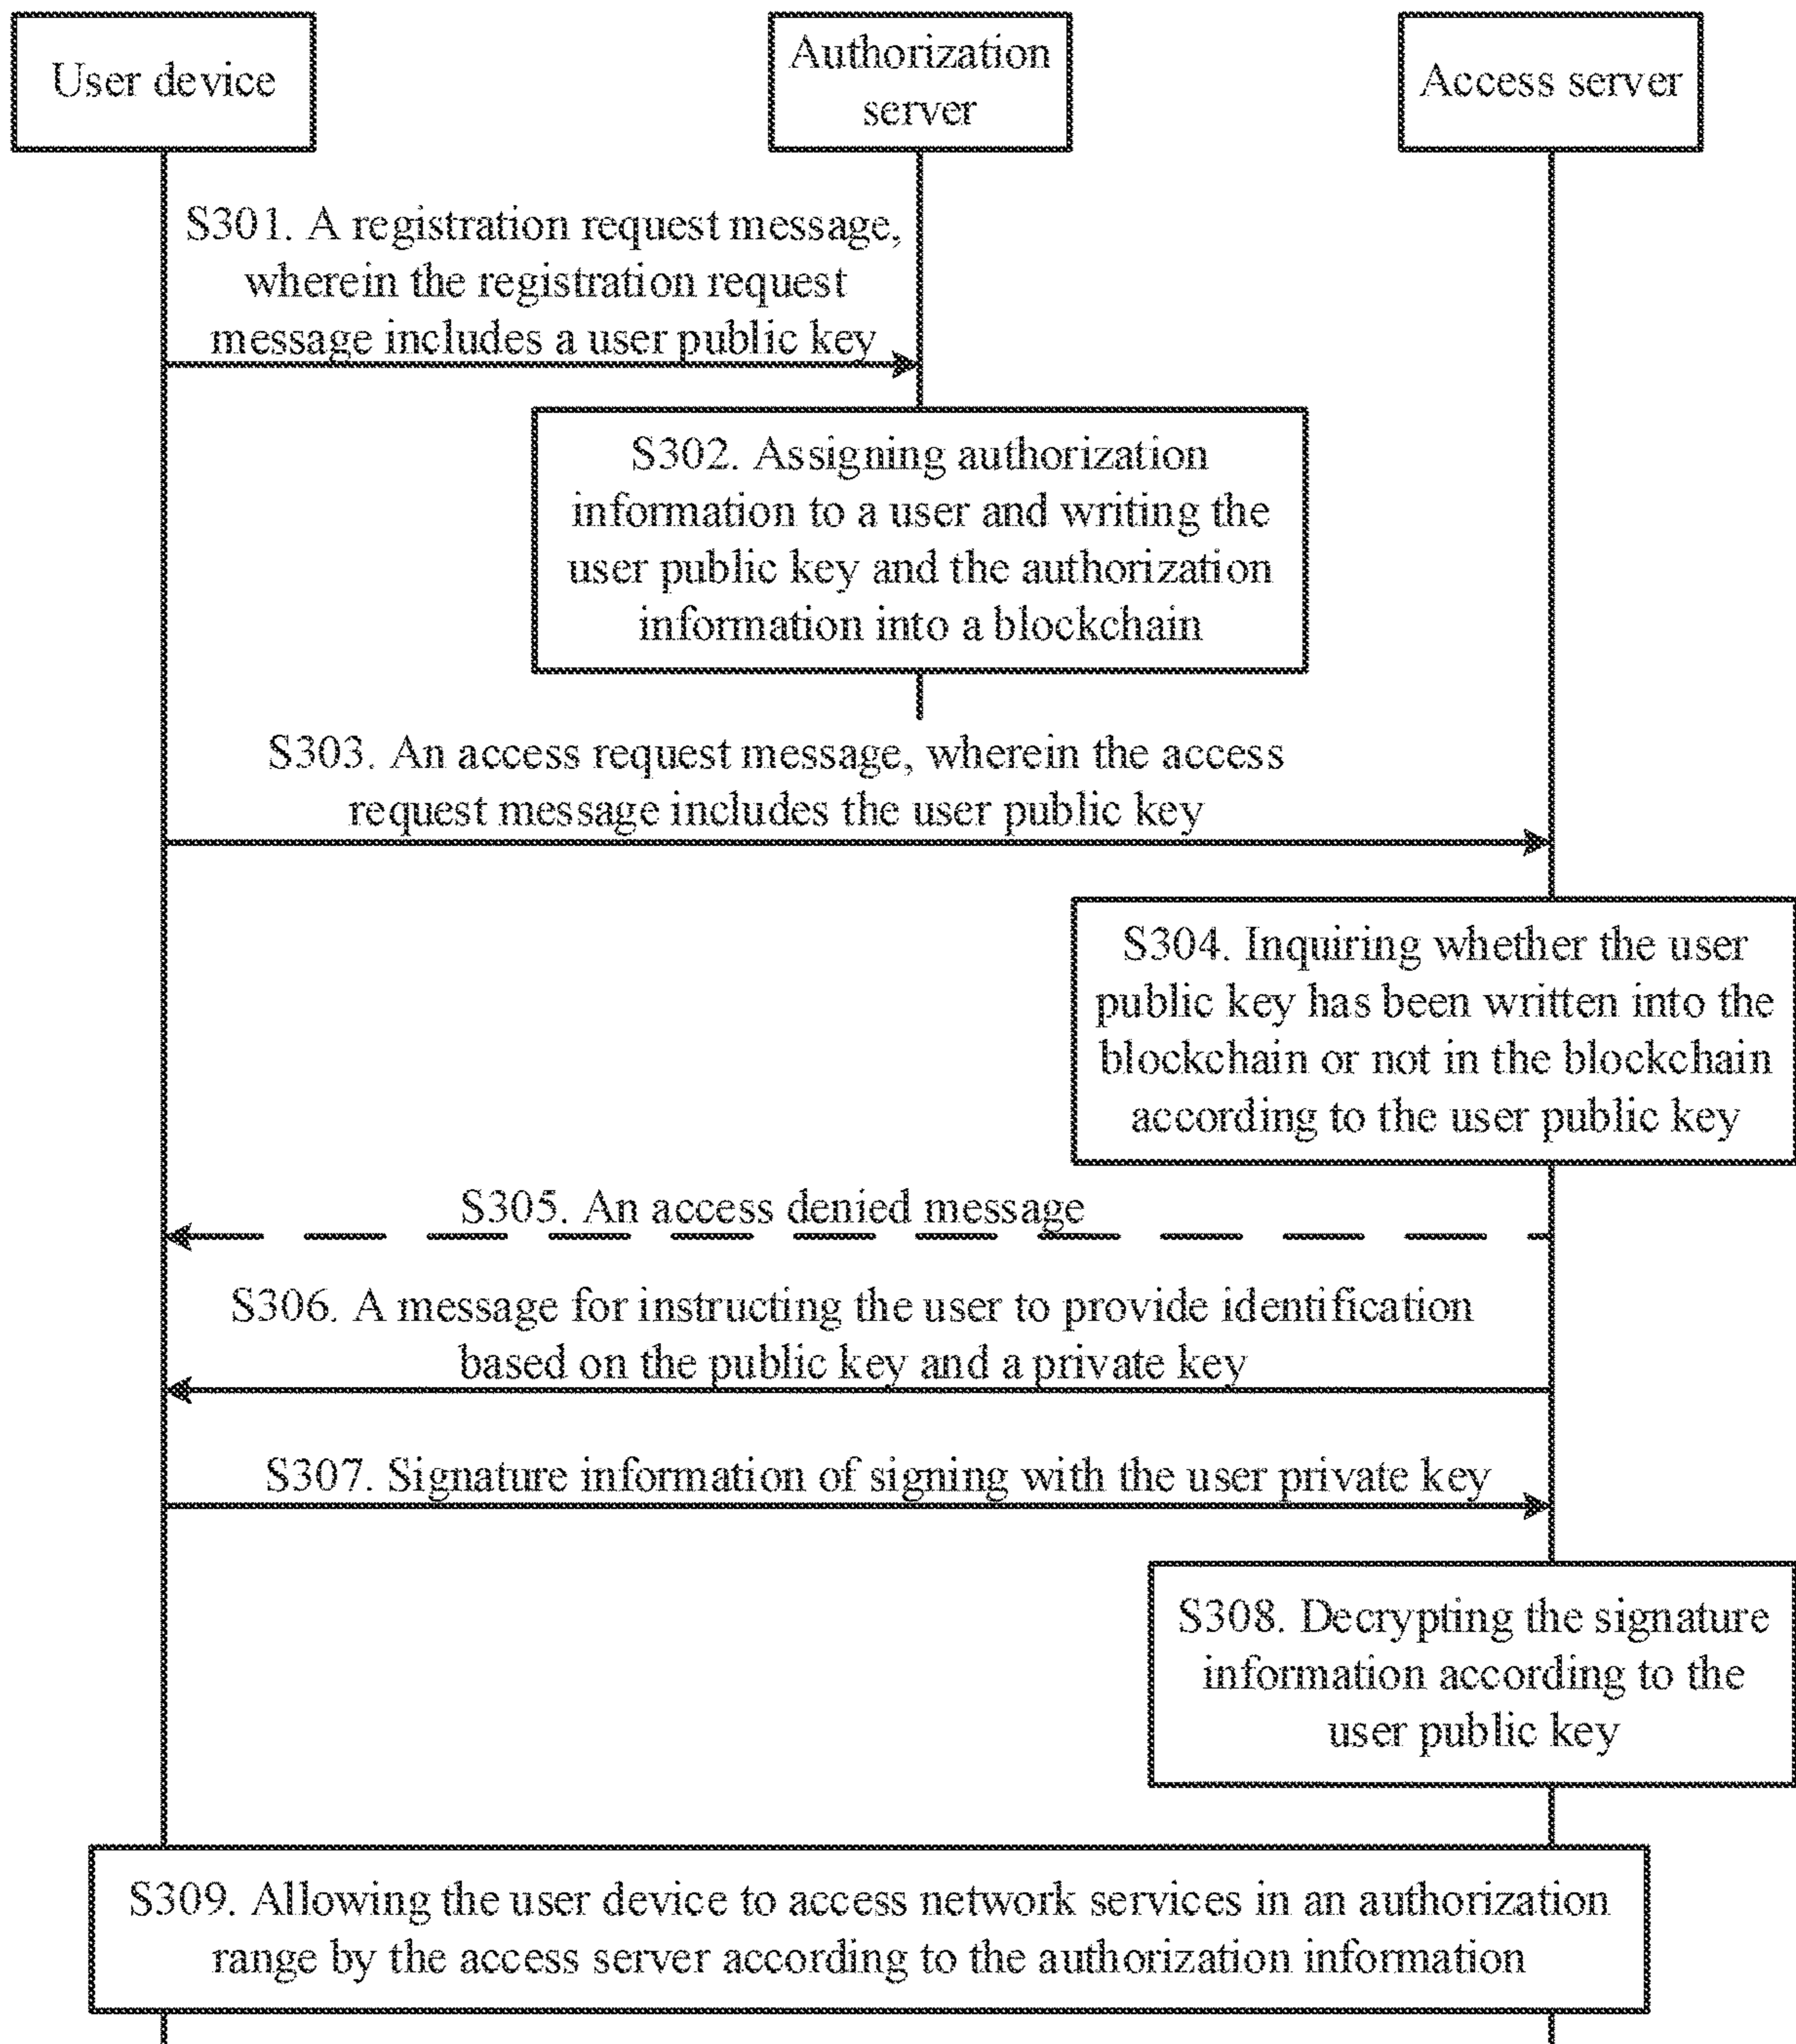 User device
Authorization
server
Access server
S301. A registration request message,
wherein the registration request
message includes a user public key
S302. Assigning authorization
information to a user and writing the
user public key and the authorization
information into a blockchain
S303. An access request message, wherein the access
request message includes the user public key
S304. Inquiring whether the user
public key has been written into the
blockchain or not in the blockchain
according to the user public key
S305. An access denied message
S306. A message for instructing the user to provide identification
based on the public key and a private key
S307. Signature information of signing with the user private key
S308. Decrypting the signature
information according to the
user public key
S309. Allowing the user device to access network services in an authorization
range by the access server according to the authorization information